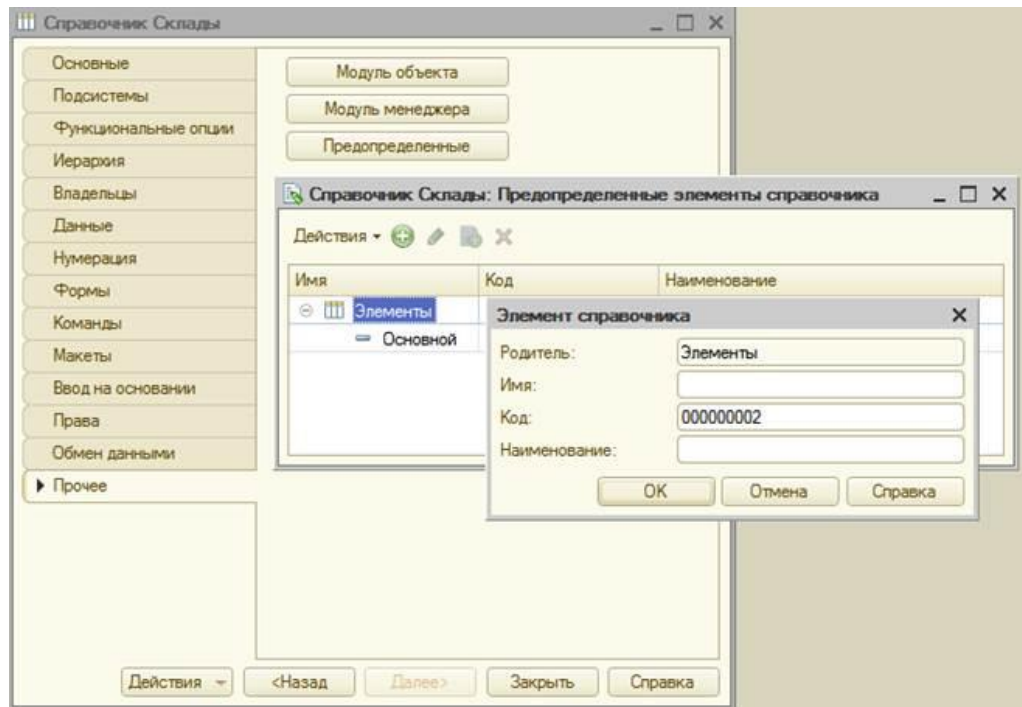 Справочник Склады
Основные
Подсистемы
Функциональные опции
Иерархия
Владельцы
Данные
Нумерация
Формы
Команды
Макеты
Ввод на основании
Права
Обмен данными
Прочее
Модуль объекта
Модуль менеджера
Предопределенные
Справочник Склады: Предопределенные элементы справочника
Действия
Имя Код Наименование
Элементы
Основной
Элемент справочника
Родитель: Элементы
Имя:
Код: 000000002
Наименование:
OK Отмена Справка
Действия <Назад Далее> Закрыть Справка